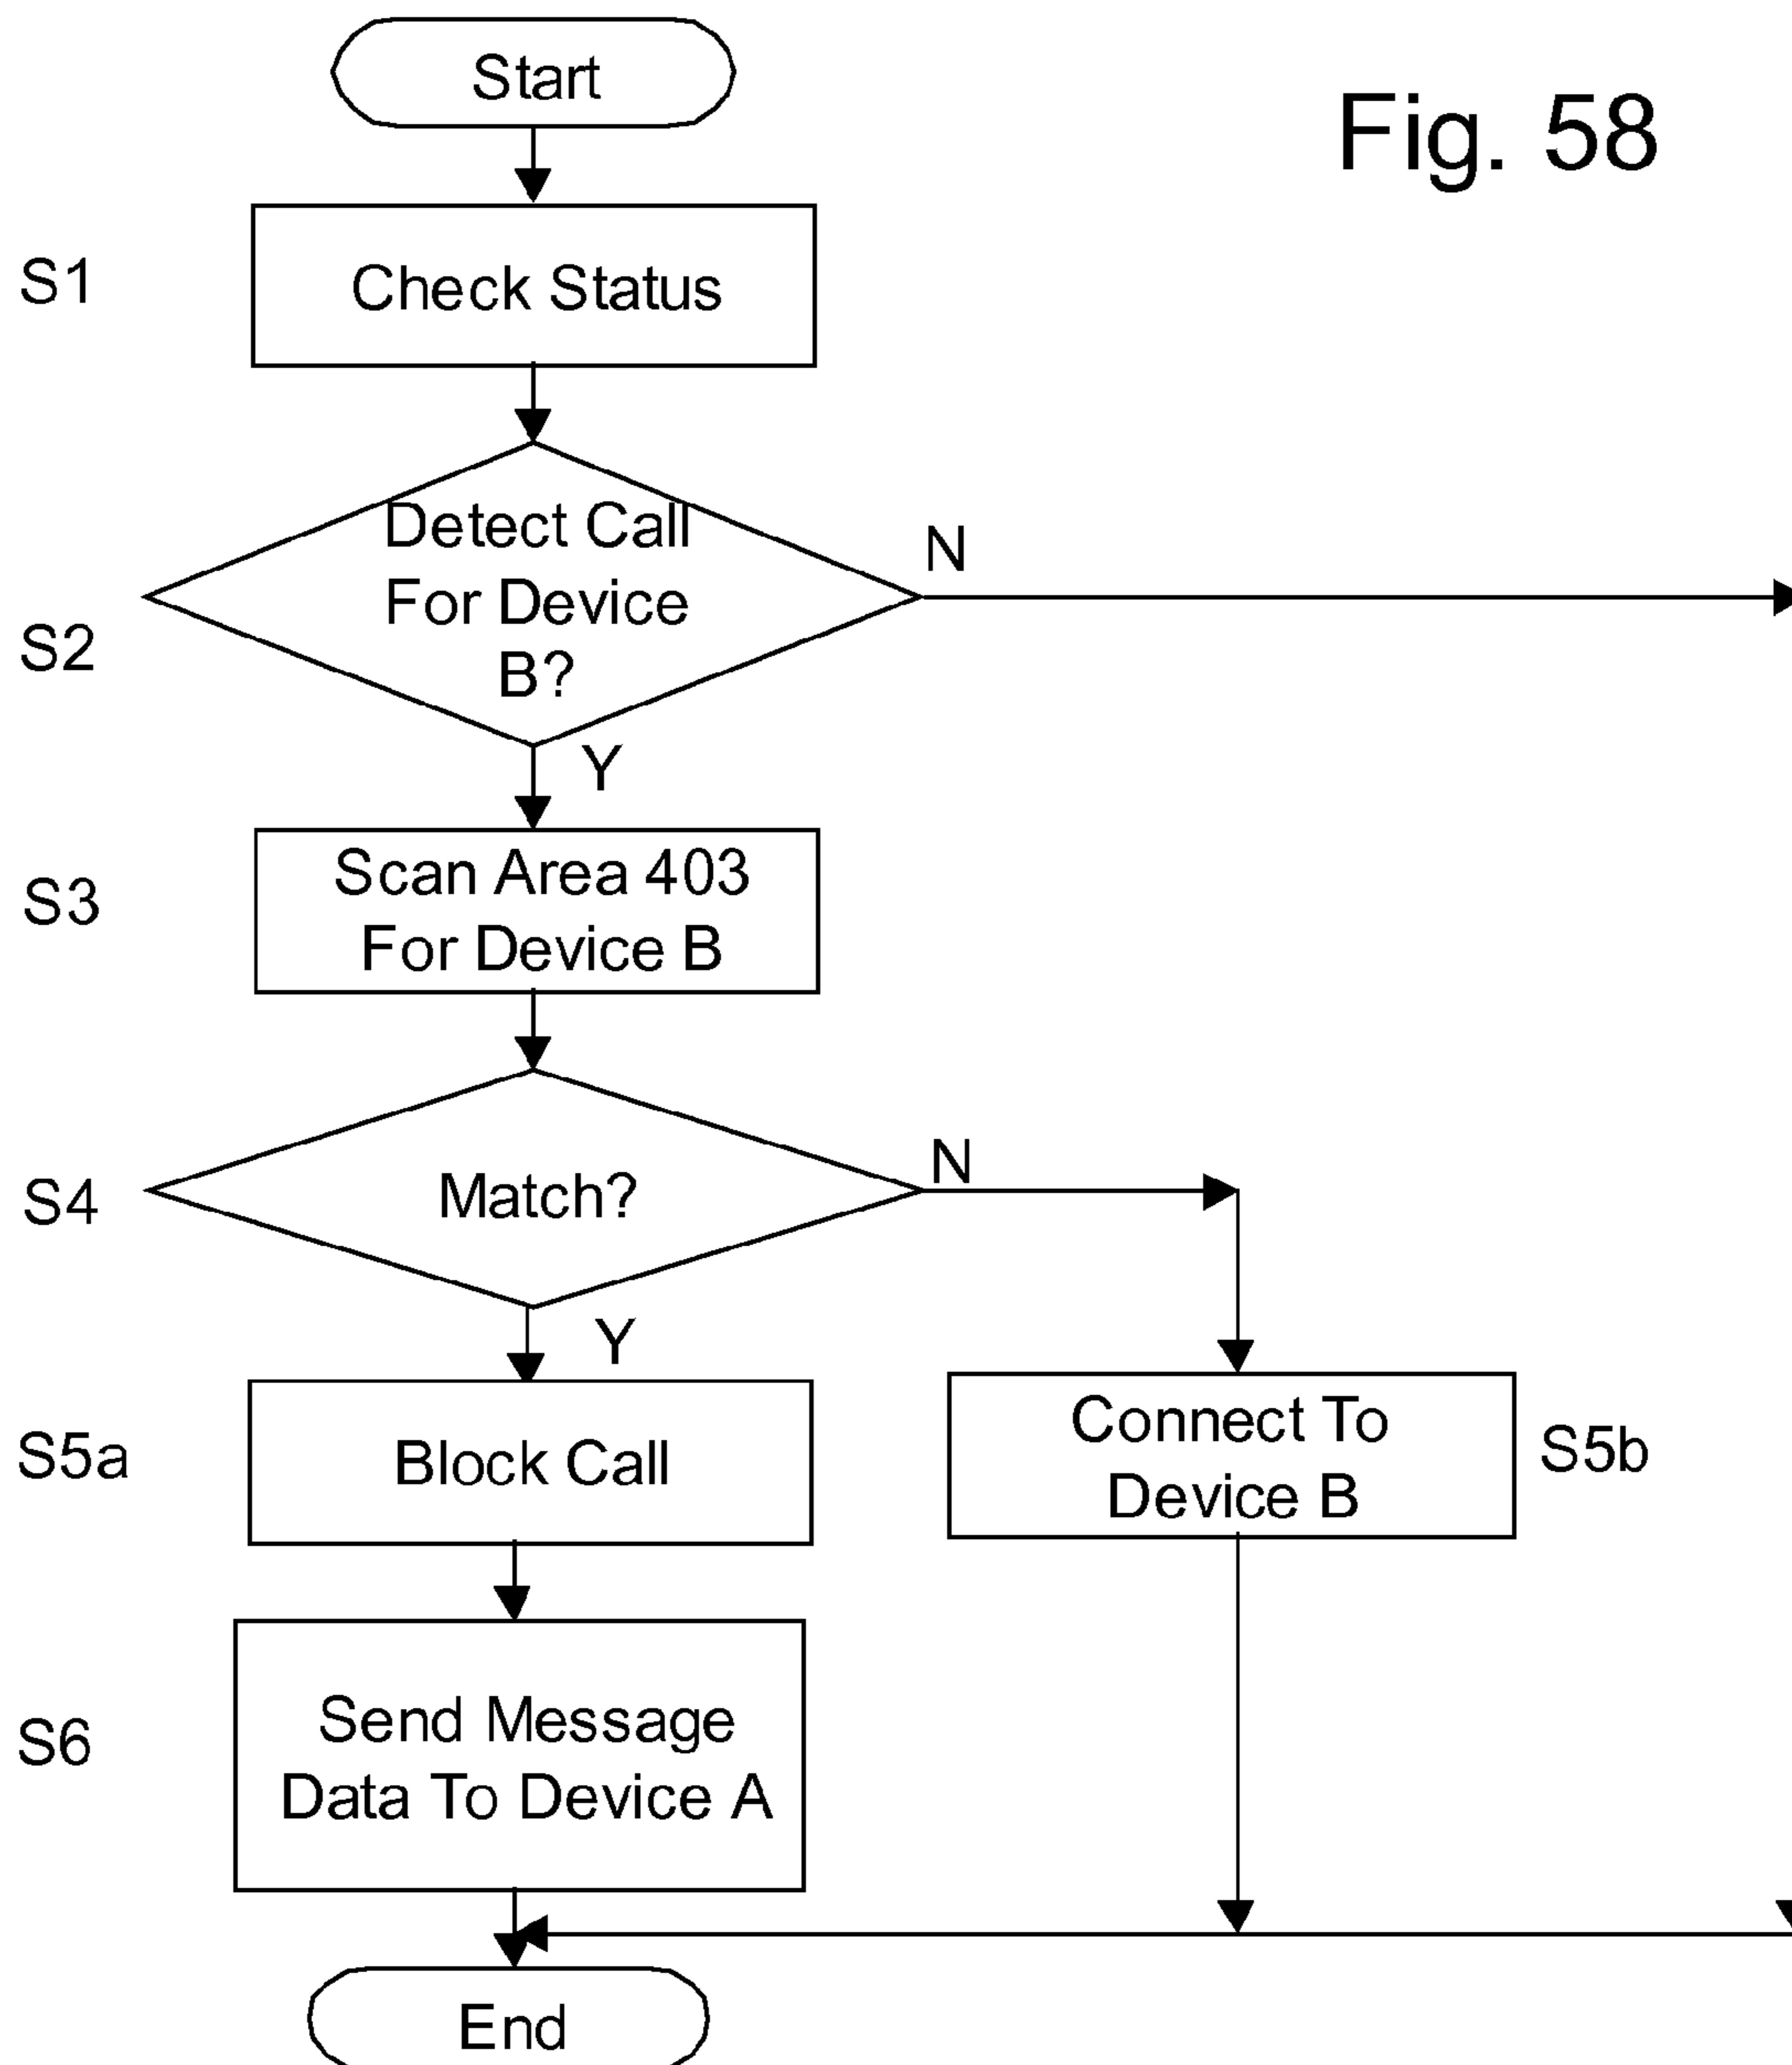 Start
Fig. 58
S1
Check Status
Detect Call
For Device
B?
N
S2
Y
Scan Area 403
For Device B
S3
N
Match?
S4
Y
Block Call
S5a
Connect To
Device B
S5b
Send Message
Data To Device A
S6
End